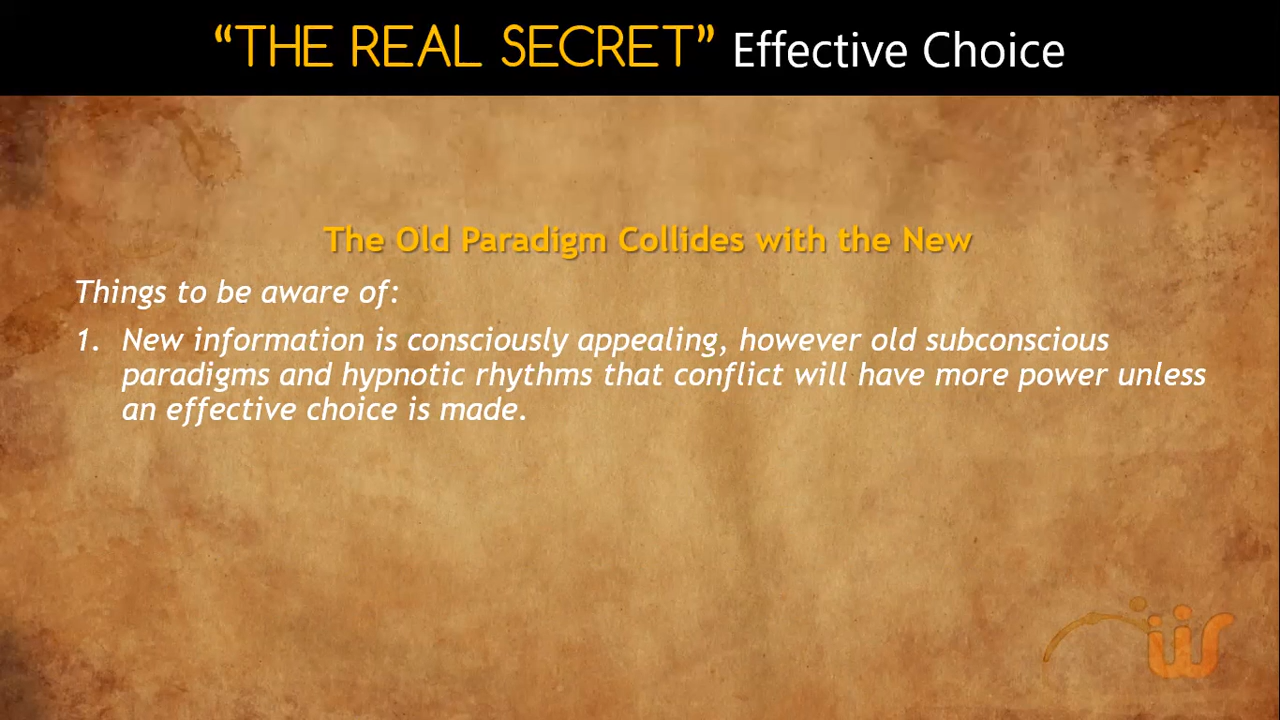 “THE REAL SECRET” Effective Choice
The Old Paradigm Collides with the New
Things to be aware of:
1. New information is consciously appealing, however old subconscious
paradigms and hypnotic rhythms that conflict will have more power unless
an effective choice is made.